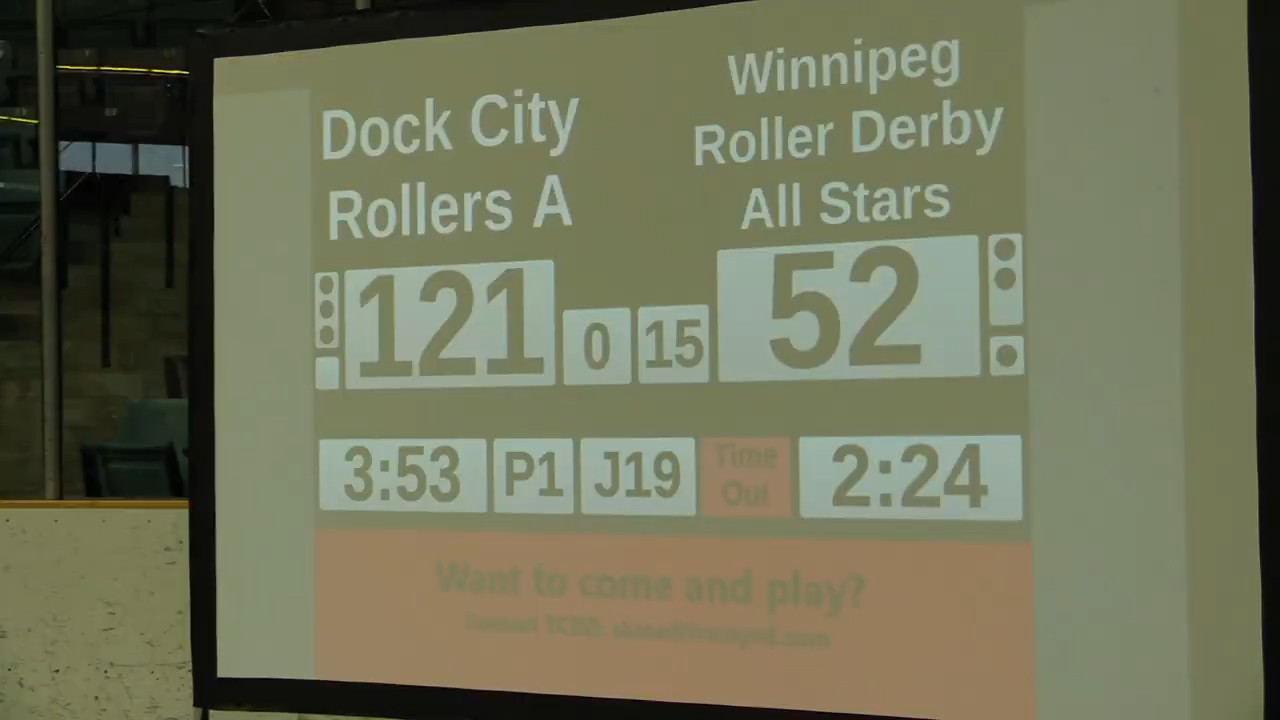 Dock City
Rollers A
Winnipeg
Roller Derby
All Stars
121
0
15
52
3:53
P1
J19
Time
Out
2:24
Want to come and play?